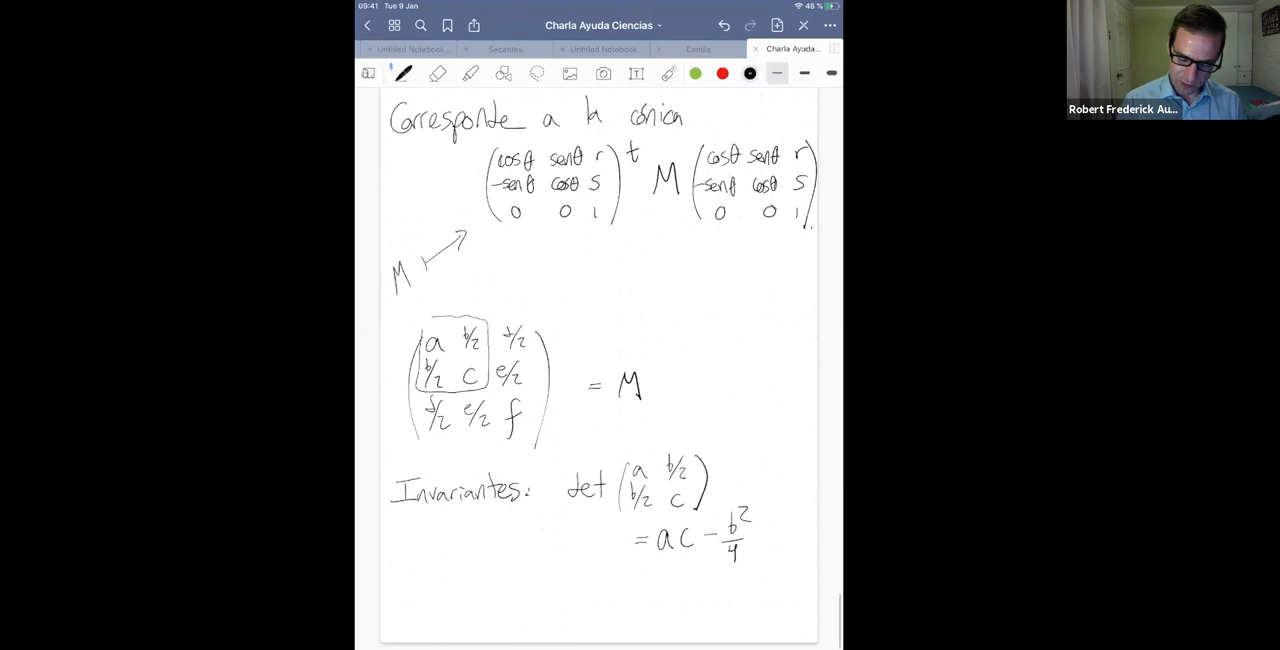 09:41 Tue 9 Jan
48 %
Charla Ayuda Ciencias
Untitled Notebook...
Secantes
Untitled Notebook
Camila
Charla Ayuda...
Robert Frederick Au...
Corresponde a la cónica
(cosθ senθ r)ᵗ M (cosθ senθ r)
(-senθ cosθ s) (-senθ cosθ s)
(0 0 1) (0 0 1).
M ↦
(a b/2 d/2)
(b/2 c e/2) = M
(d/2 e/2 f)
Invariantes: det (a b/2)
(b/2 c)
= ac - b²/4